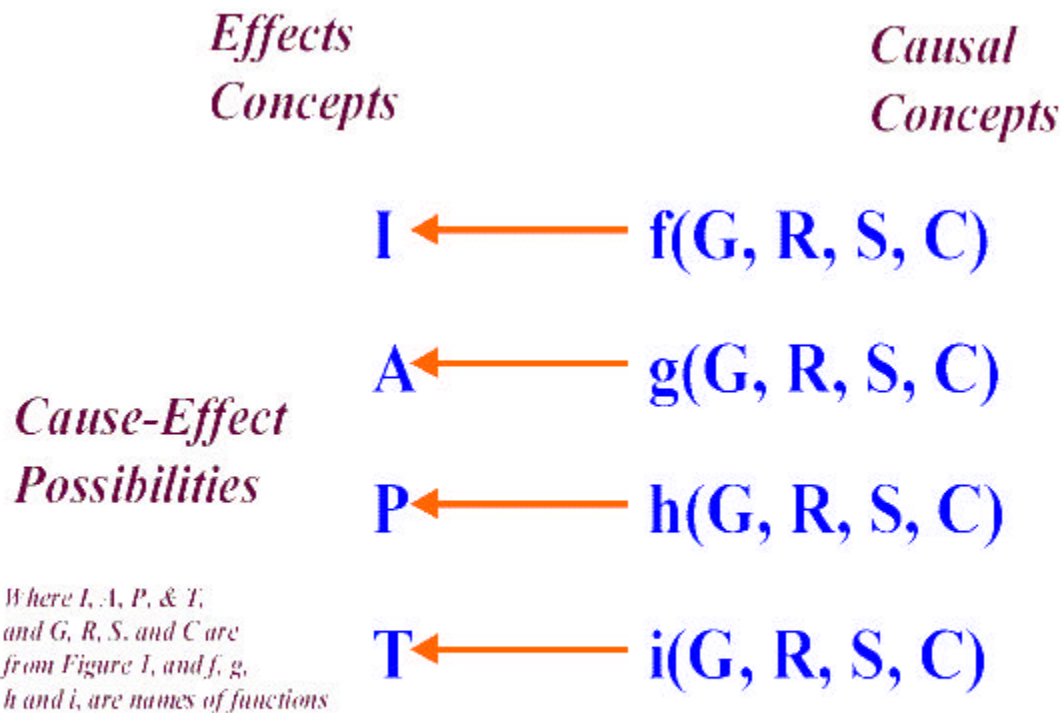 Effects
Concepts
Causal
Concepts
I f(G, R, S, C)
A g(G, R, S, C)
Cause-Effect
Possibilities
P h(G, R, S, C)
Where I, A, P, & T,
and G, R, S, and C are
from Figure 1, and f, g,
h and i, are names of functions
T i(G, R, S, C)